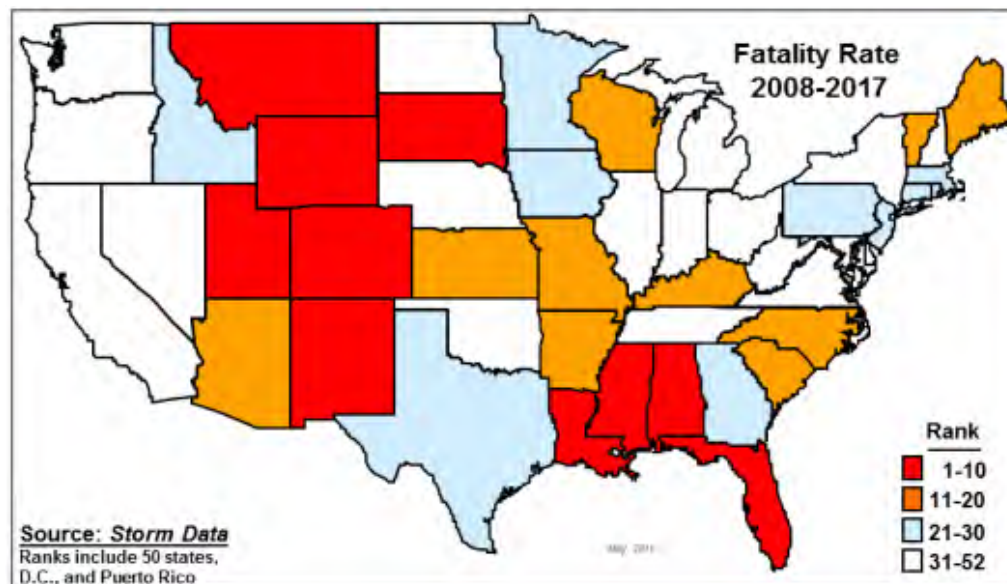 Fatality Rate
2008-2017
Rank
1-10
11-20
21-30
31-52
Source: Storm Data
Ranks include 50 states,
D.C., and Puerto Rico
May